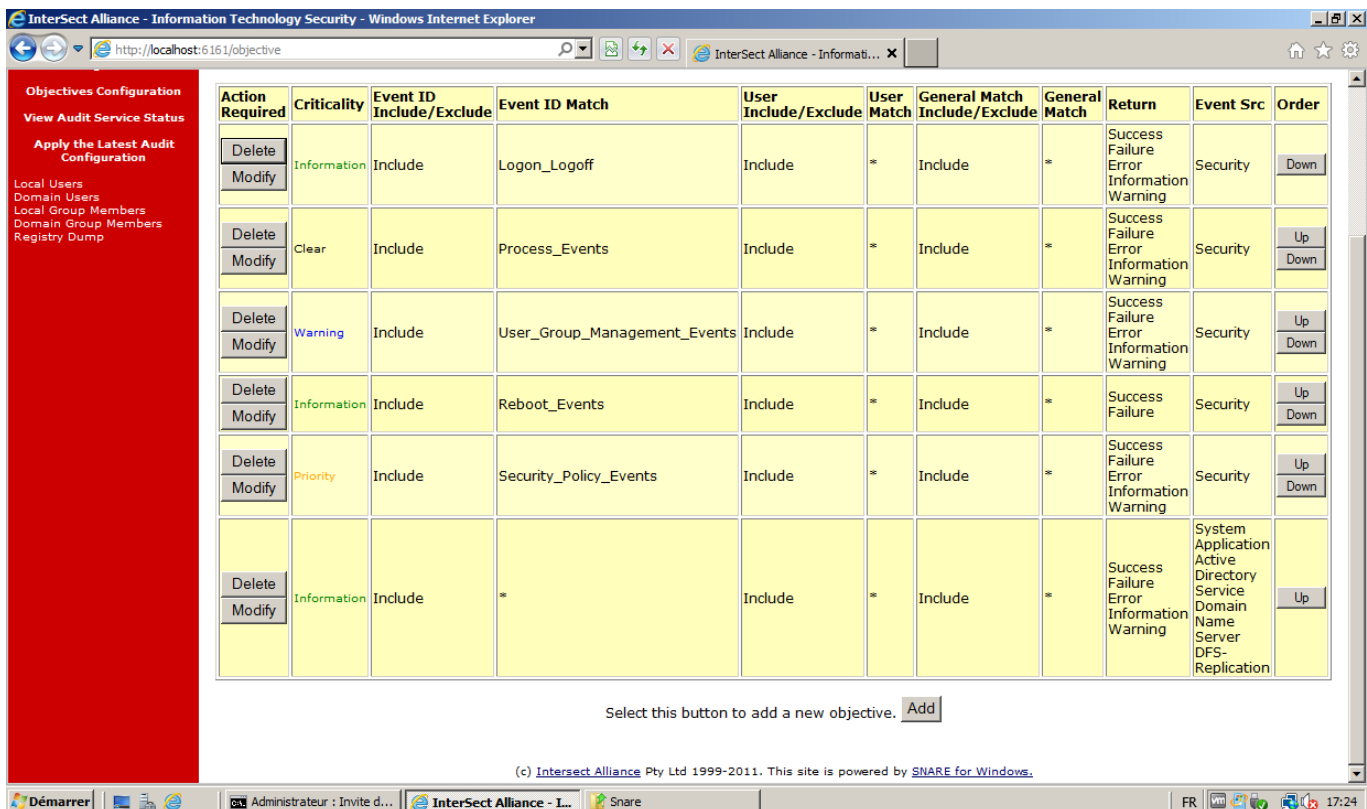 InterSect Alliance - Information Technology Security - Windows Internet Explorer
http://localhost:6161/objective
InterSect Alliance - Informati...
Objectives Configuration
View Audit Service Status
Apply the Latest Audit
Configuration
Local Users
Domain Users
Local Group Members
Domain Group Members
Registry Dump
Action Required Criticality Event ID Include/Exclude Event ID Match User Include/Exclude User Match General Match Include/Exclude General Match Return Event Src Order
Delete Modify Information Include Logon_Logoff Include * Include * Success Failure Error Information Warning Security Down
Delete Modify Clear Include Process_Events Include * Include * Success Failure Error Information Warning Security Up Down
Delete Modify Warning Include User_Group_Management_Events Include * Include * Success Failure Error Information Warning Security Up Down
Delete Modify Information Include Reboot_Events Include * Include * Success Failure Security Up Down
Delete Modify Priority Include Security_Policy_Events Include * Include * Success Failure Error Information Warning Security Up Down
Delete Modify Information Include * Include * Include * Success Failure Error Information Warning System Application Active Directory Service Domain Name Server DFS-Replication Up
Select this button to add a new objective. Add
(c) Intersect Alliance Pty Ltd 1999-2011. This site is powered by SNARE for Windows.
Démarrer Administrateur : Invite d... InterSect Alliance - I... Snare FR 17:24